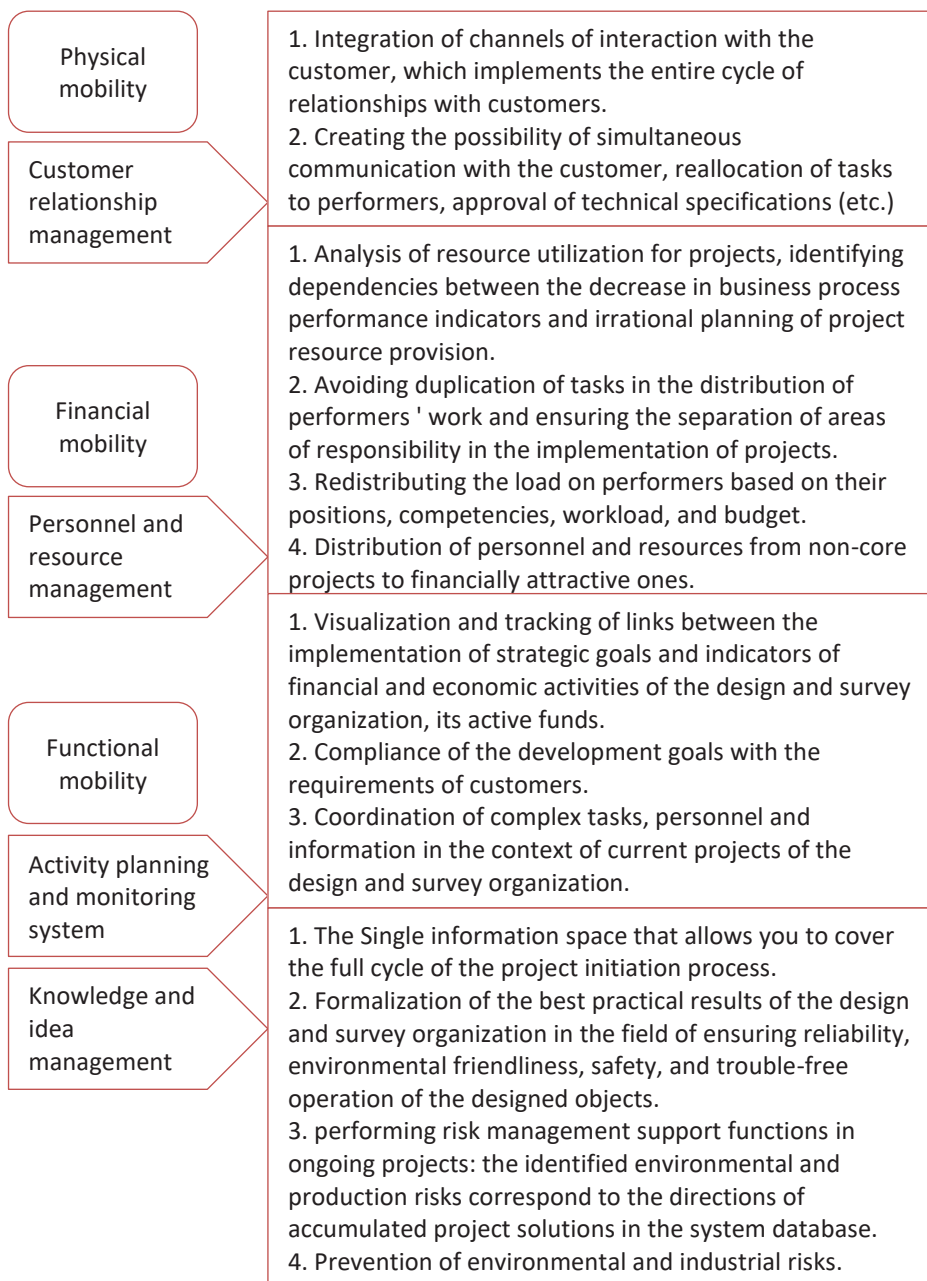 Physical
mobility
Customer
relationship
management
1. Integration of channels of interaction with the
customer, which implements the entire cycle of
relationships with customers.
2. Creating the possibility of simultaneous
communication with the customer, reallocation of tasks
to performers, approval of technical specifications (etc.)
Financial
mobility
Personnel and
resource
management
1. Analysis of resource utilization for projects, identifying
dependencies between the decrease in business process
performance indicators and irrational planning of project
resource provision.
2. Avoiding duplication of tasks in the distribution of
performers ' work and ensuring the separation of areas
of responsibility in the implementation of projects.
3. Redistributing the load on performers based on their
positions, competencies, workload, and budget.
4. Distribution of personnel and resources from non-core
projects to financially attractive ones.
Functional
mobility
Activity planning
and monitoring
system
1. Visualization and tracking of links between the
implementation of strategic goals and indicators of
financial and economic activities of the design and survey
organization, its active funds.
2. Compliance of the development goals with the
requirements of customers.
3. Coordination of complex tasks, personnel and
information in the context of current projects of the
design and survey organization.
Knowledge and
idea
management
1. The Single information space that allows you to cover
the full cycle of the project initiation process.
2. Formalization of the best practical results of the design
and survey organization in the field of ensuring reliability,
environmental friendliness, safety, and trouble-free
operation of the designed objects.
3. performing risk management support functions in
ongoing projects: the identified environmental and
production risks correspond to the directions of
accumulated project solutions in the system database.
4. Prevention of environmental and industrial risks.